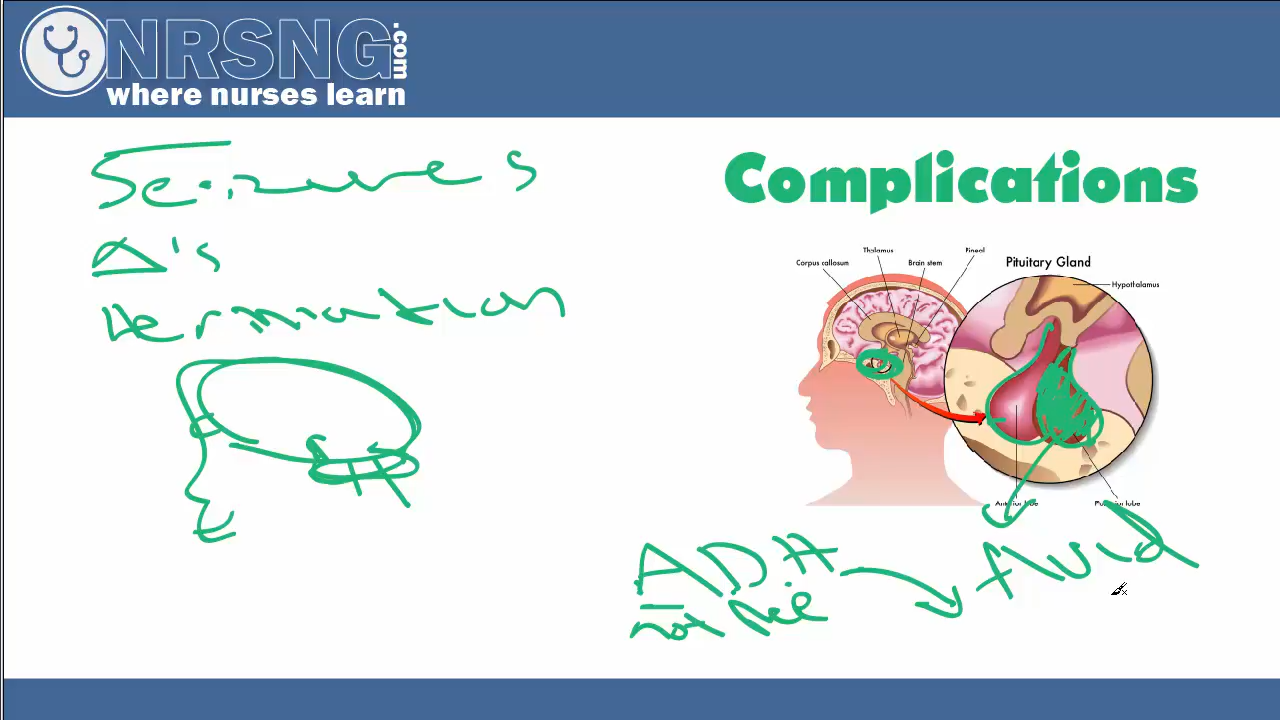 NRSNG.com
where nurses learn
Seizures
Δ's
Herniation
Complications
Thalamus
Pineal
Corpus callosum
Brain stem
Pituitary Gland
Hypothalamus
Anterior lobe
Posterior lobe
ADH
fluid
not pee